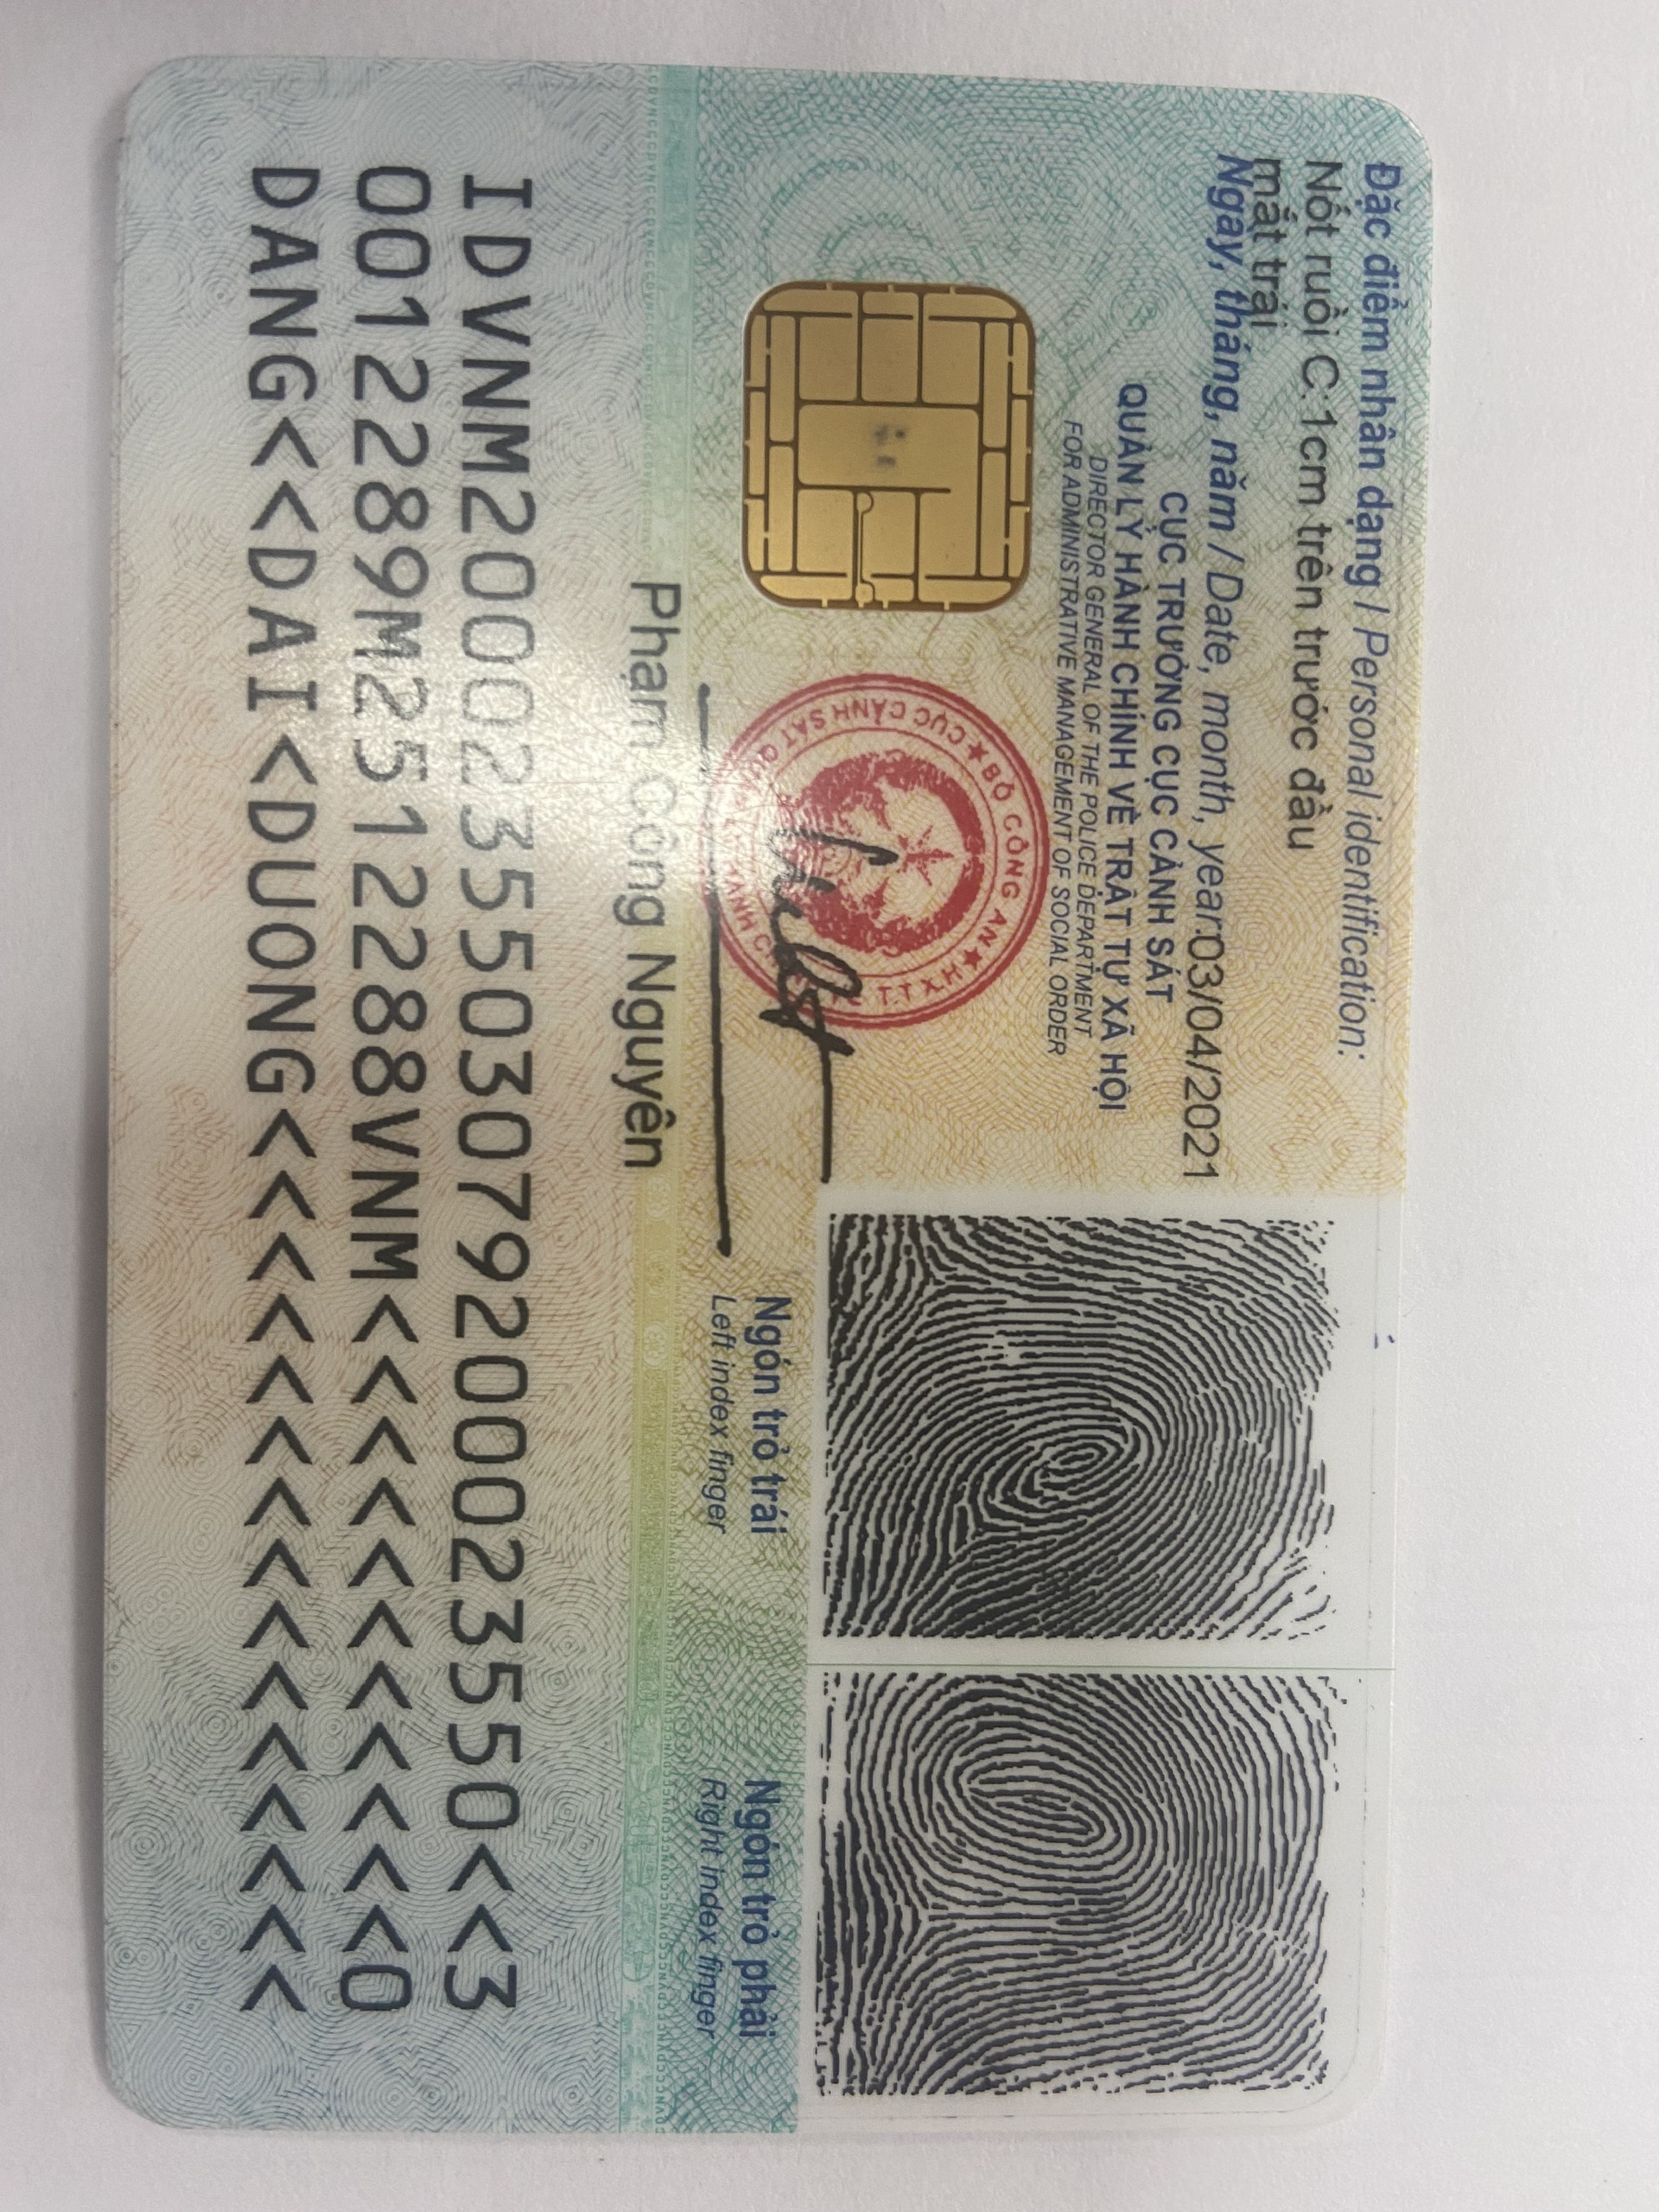 Đặc điểm nhân dạng / Personal identification:
Nốt ruồi C:1cm trên trước đầu
mắt trái
Ngày, tháng, năm / Date, month, year:03/04/2021
CỤC TRƯỞNG CỤC CẢNH SÁT
QUẢN LÝ HÀNH CHÍNH VỀ TRẬT TỰ XÃ HỘI
DIRECTOR GENERAL OF THE POLICE DEPARTMENT
FOR ADMINISTRATIVE MANAGEMENT OF SOCIAL ORDER
★ BỘ CÔNG AN ★
CỤC CẢNH SÁT
T.T.X.H
Phạm Công Nguyên
Ngón trỏ trái
Left index finger
Ngón trỏ phải
Right index finger
IDVNM2000235503079200023550<<3
0012289M2512288VNM<<<<<<<<<<<0
DANG<<DAI<DUONG<<<<<<<<<<<<<<<